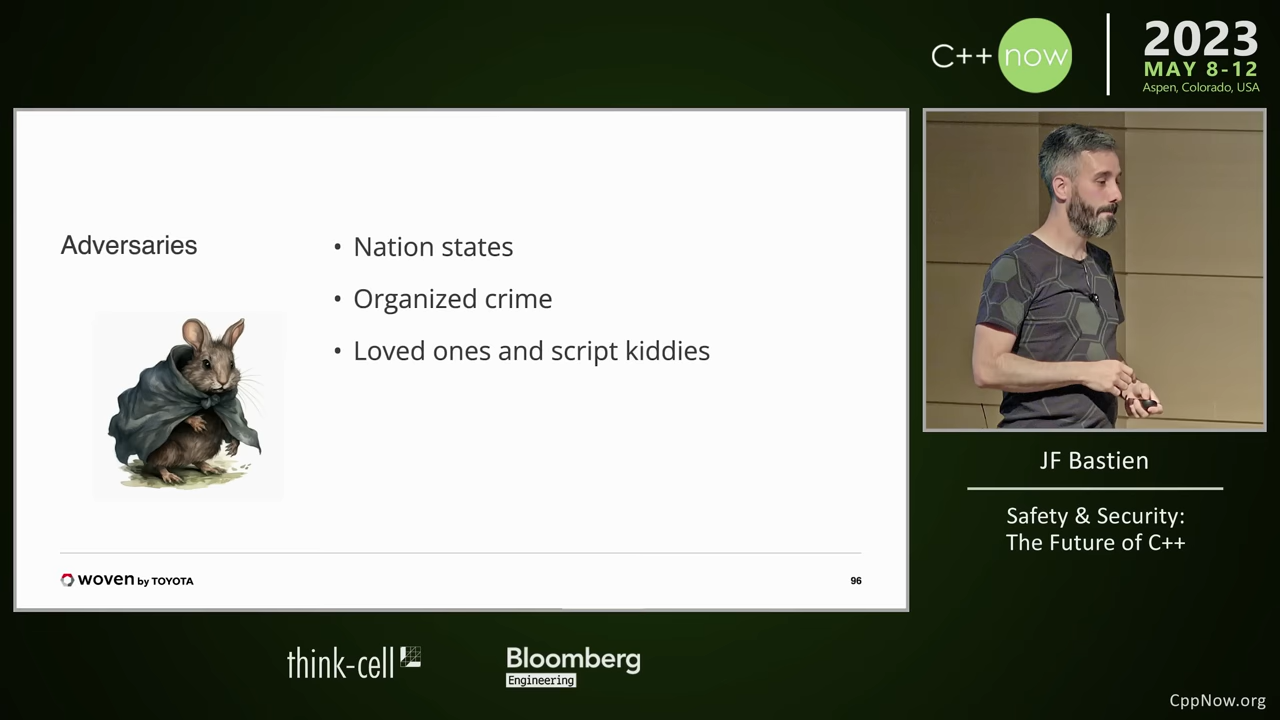 C++ now
2023
MAY 8-12
Aspen, Colorado, USA
Adversaries
• Nation states
• Organized crime
• Loved ones and script kiddies
woven by TOYOTA
96
JF Bastien
Safety & Security:
The Future of C++
think-cell
Bloomberg
Engineering
CppNow.org